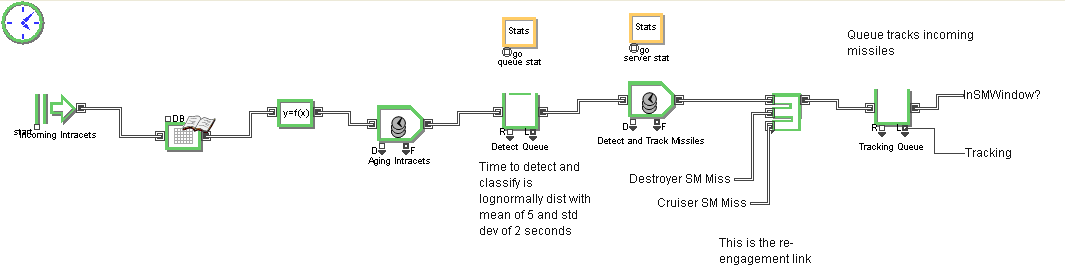 Stats
go
queue stat
Stats
go
server stat
Queue tracks incoming
missiles
start
Incoming Intracets
DB
y=f(x)
D
F
Aging Intracets
R
L
Detect Queue
D
F
Detect and Track Missiles
R
L
Tracking Queue
InSMWindow?
Tracking
Time to detect and
classify is
lognormally dist with
mean of 5 and std
dev of 2 seconds
Destroyer SM Miss
Cruiser SM Miss
This is the re-
engagement link